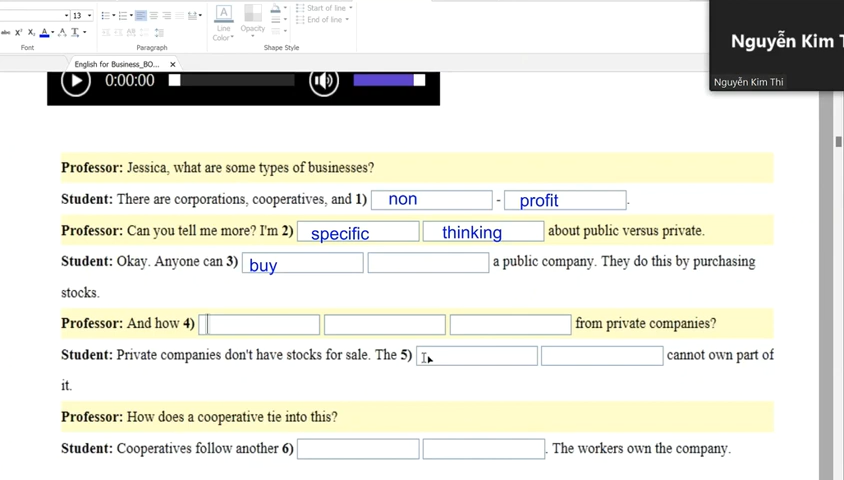 13
Start of line
End of line
Line
Color
Opacity
abc X² X₂ A A T
Font
Paragraph
Shape Style
Nguyễn Kim T
Nguyễn Kim Thi
English for Business_BO... ×
0:00:00
Professor: Jessica, what are some types of businesses?
Student: There are corporations, cooperatives, and 1) non - profit .
Professor: Can you tell me more? I'm 2) specific thinking about public versus private.
Student: Okay. Anyone can 3) buy a public company. They do this by purchasing
stocks.
Professor: And how 4) from private companies?
Student: Private companies don't have stocks for sale. The 5) cannot own part of
it.
Professor: How does a cooperative tie into this?
Student: Cooperatives follow another 6) . The workers own the company.